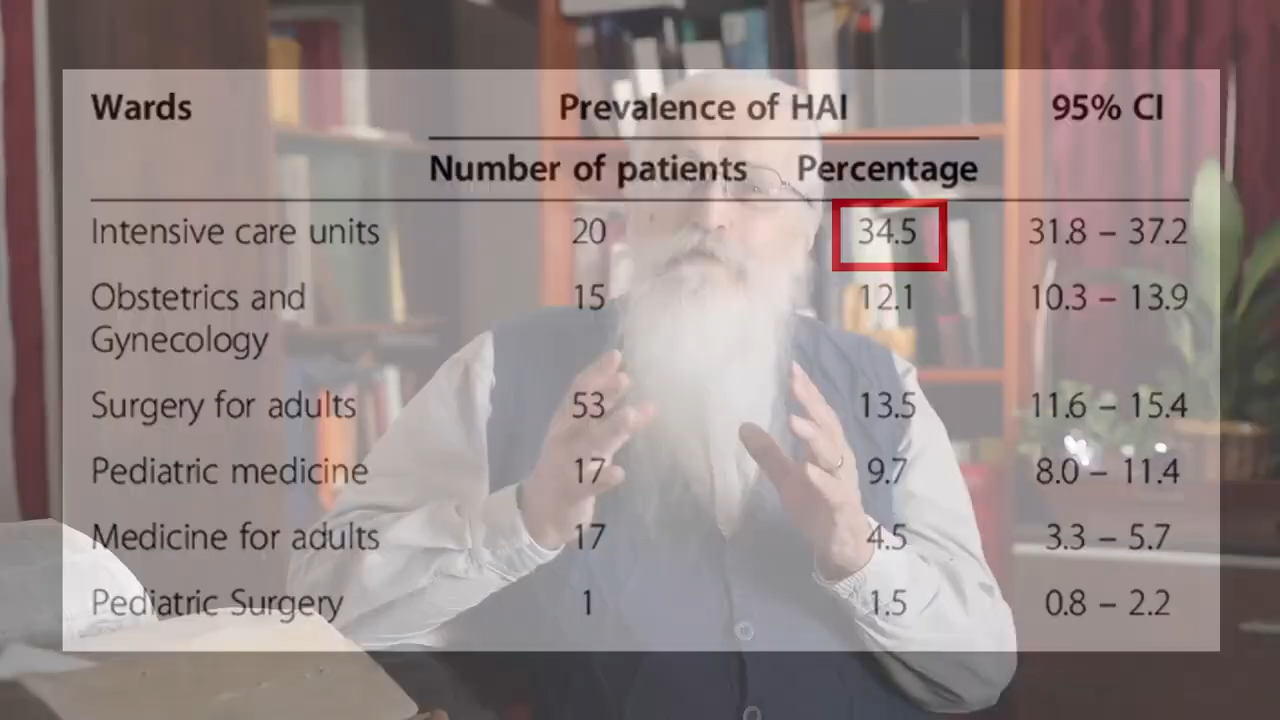 Wards Prevalence of HAI 95% CI
Number of patients Percentage
Intensive care units 20 34.5 31.8 – 37.2
Obstetrics and 15 12.1 10.3 – 13.9
Gynecology
Surgery for adults 53 13.5 11.6 – 15.4
Pediatric medicine 17 9.7 8.0 – 11.4
Medicine for adults 17 4.5 3.3 – 5.7
Pediatric Surgery 1 1.5 0.8 – 2.2